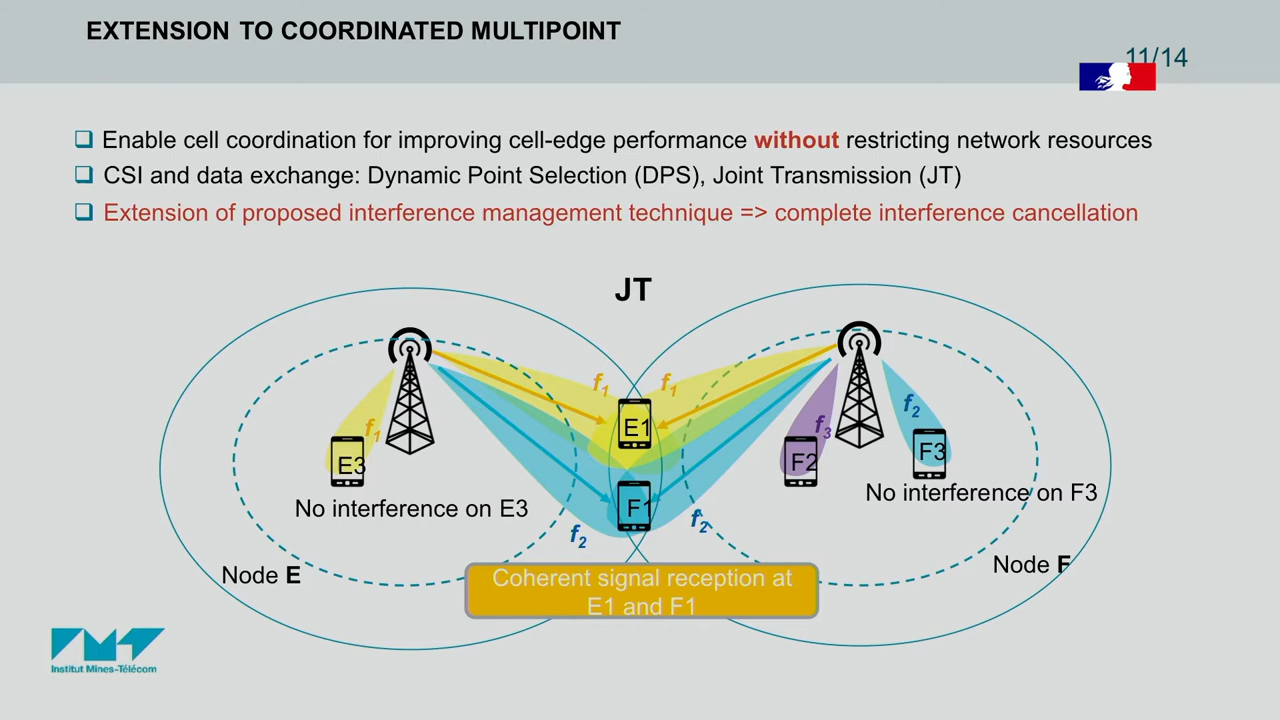 EXTENSION TO COORDINATED MULTIPOINT
11/14
Enable cell coordination for improving cell-edge performance without restricting network resources
CSI and data exchange: Dynamic Point Selection (DPS), Joint Transmission (JT)
Extension of proposed interference management technique => complete interference cancellation
JT
f1
f1
E1
f1
E3
f3
F2
f2
F3
No interference on E3
F1
No interference on F3
f2
f2
Node E
Node F
Coherent signal reception at
E1 and F1
Institut Mines-Télécom